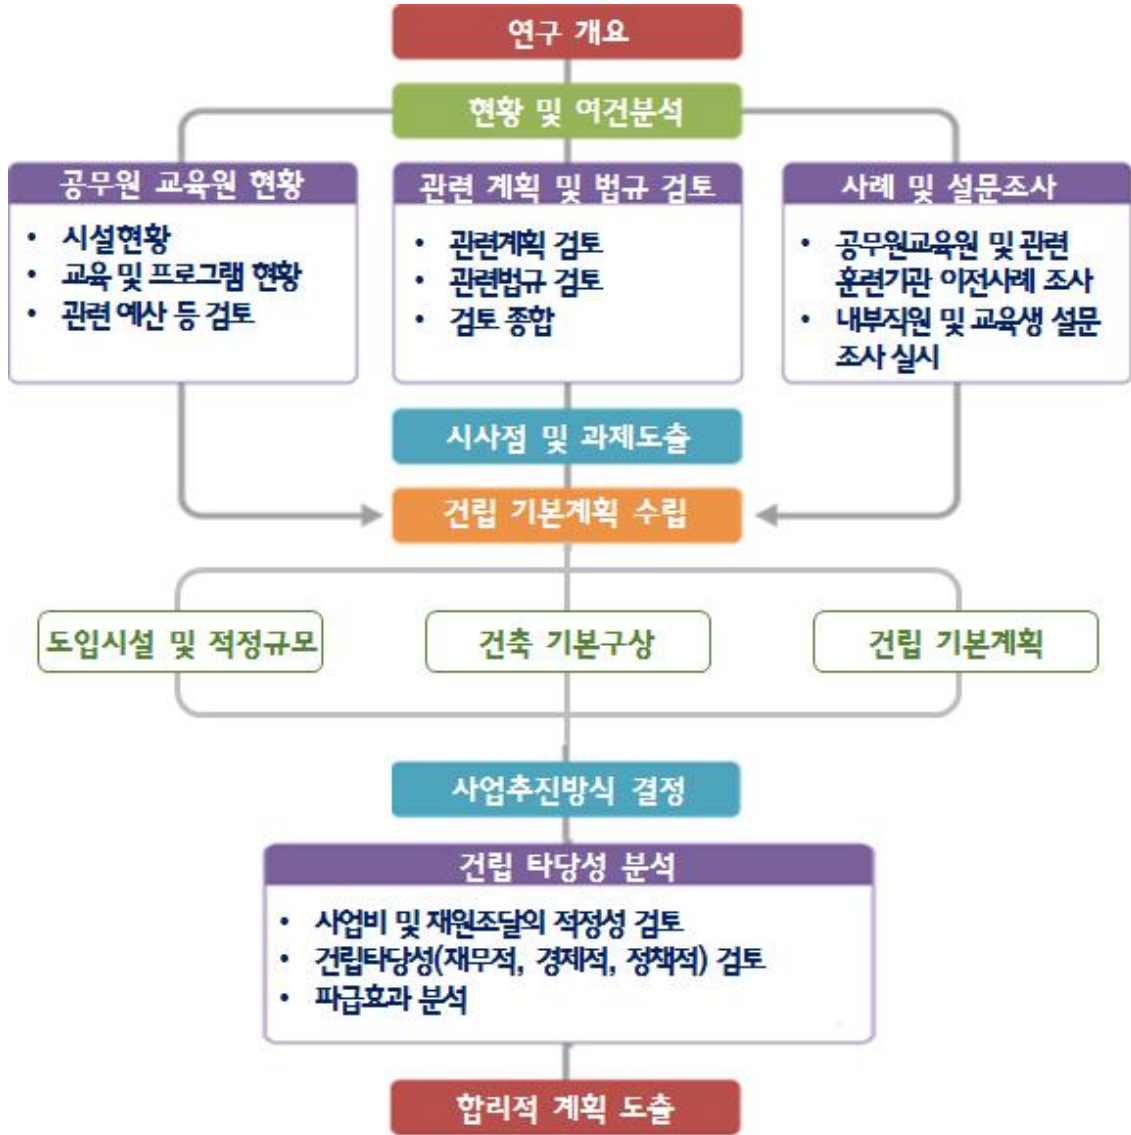 연구 개요
현황 및 여건분석
공무원 교육원 현황
• 시설현황
• 교육 및 프로그램 현황
• 관련 예산 등 검토
관련 계획 및 법규 검토
• 관련계획 검토
• 관련법규 검토
• 검토 종합
사례 및 설문조사
• 공무원교육원 및 관련
훈련기관 이전사례 조사
• 내부직원 및 교육생 설문
조사 실시
시사점 및 과제도출
건립 기본계획 수립
도입시설 및 적정규모
건축 기본구상
건립 기본계획
사업추진방식 결정
건립 타당성 분석
• 사업비 및 재원조달의 적정성 검토
• 건립타당성(재무적, 경제적, 정책적) 검토
• 파급효과 분석
합리적 계획 도출